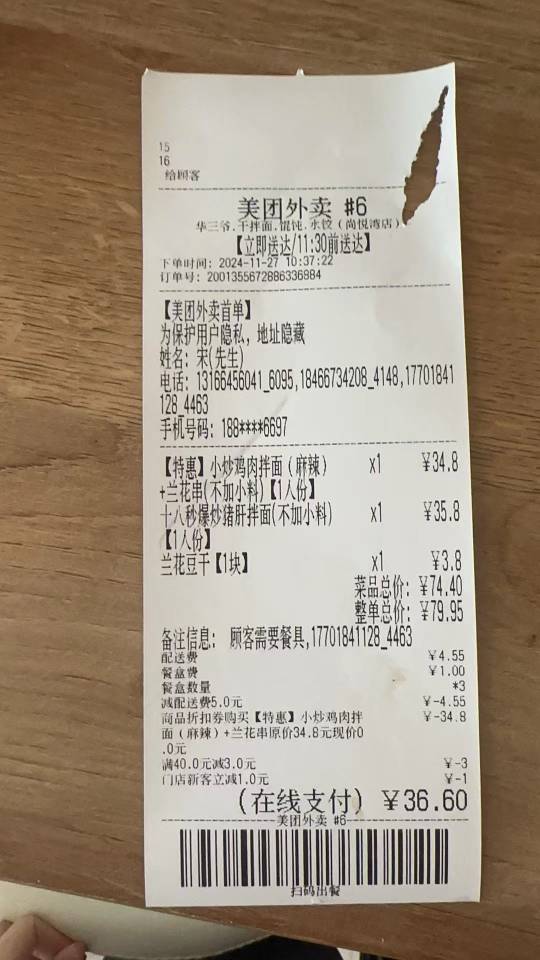 15
16
给顾客
美团外卖 #6
华三爷.干拌面.馄饨.水饺（尚悦湾店）
【立即送达/11:30前送达】
下单时间: 2024-11-27 10:37:22
订单号: 2001355672886336984
【美团外卖首单】
为保护用户隐私，地址隐藏
姓名: 宋(先生)
电话: 13166456041_6095,18466734208_4148,17701841
128_4463
手机号码: 188****6697
【特惠】小炒鸡肉拌面（麻辣） x1 ¥34.8
+兰花串(不加小料)【1人份】
十八秒爆炒猪肝拌面(不加小料) x1 ¥35.8
【1人份】
兰花豆干【1块】 x1 ¥3.8
菜品总价: ¥74.40
整单总价: ¥79.95
备注信息: 顾客需要餐具,17701841128_4463
配送费 ¥4.55
餐盒费 ¥1.00
餐盒数量 *3
减配送费5.0元 ¥-4.55
商品折扣券购买【特惠】小炒鸡肉拌 ¥-34.8
面（麻辣）+兰花串原价34.8元现价0
.0元
满40.0元减3.0元 ¥-3
门店新客立减1.0元 ¥-1
(在线支付) ¥36.60
美团外卖 #6
扫码出餐